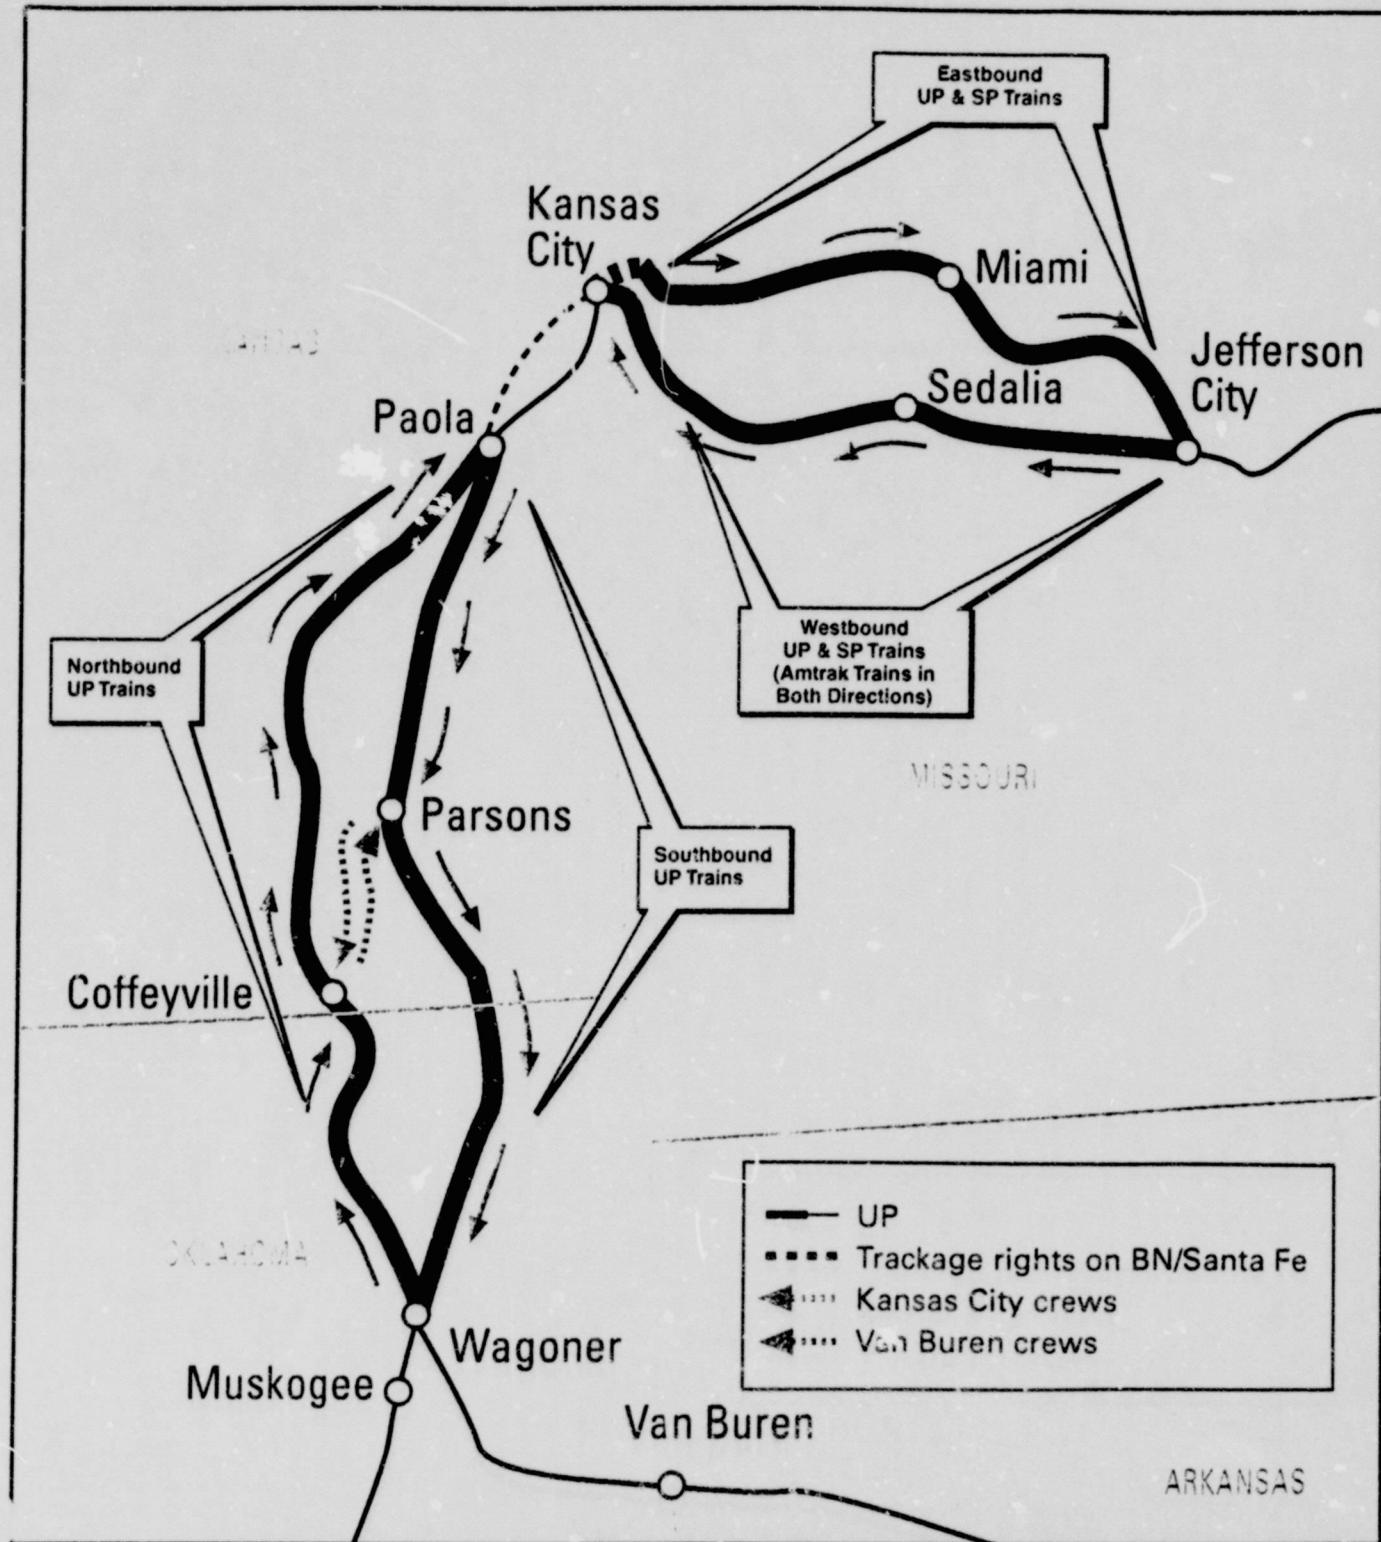 Eastbound
UP & SP Trains
Kansas
City
Miami
KANSAS
Jefferson
City
Sedalia
Paola
Westbound
UP & SP Trains
(Amtrak Trains in
Both Directions)
Northbound
UP Trains
MISSOURI
Parsons
Southbound
UP Trains
Coffeyville
UP
Trackage rights on BN/Santa Fe
OKLAHOMA
Kansas City crews
Van Buren crews
Wagoner
Muskogee
Van Buren
ARKANSAS